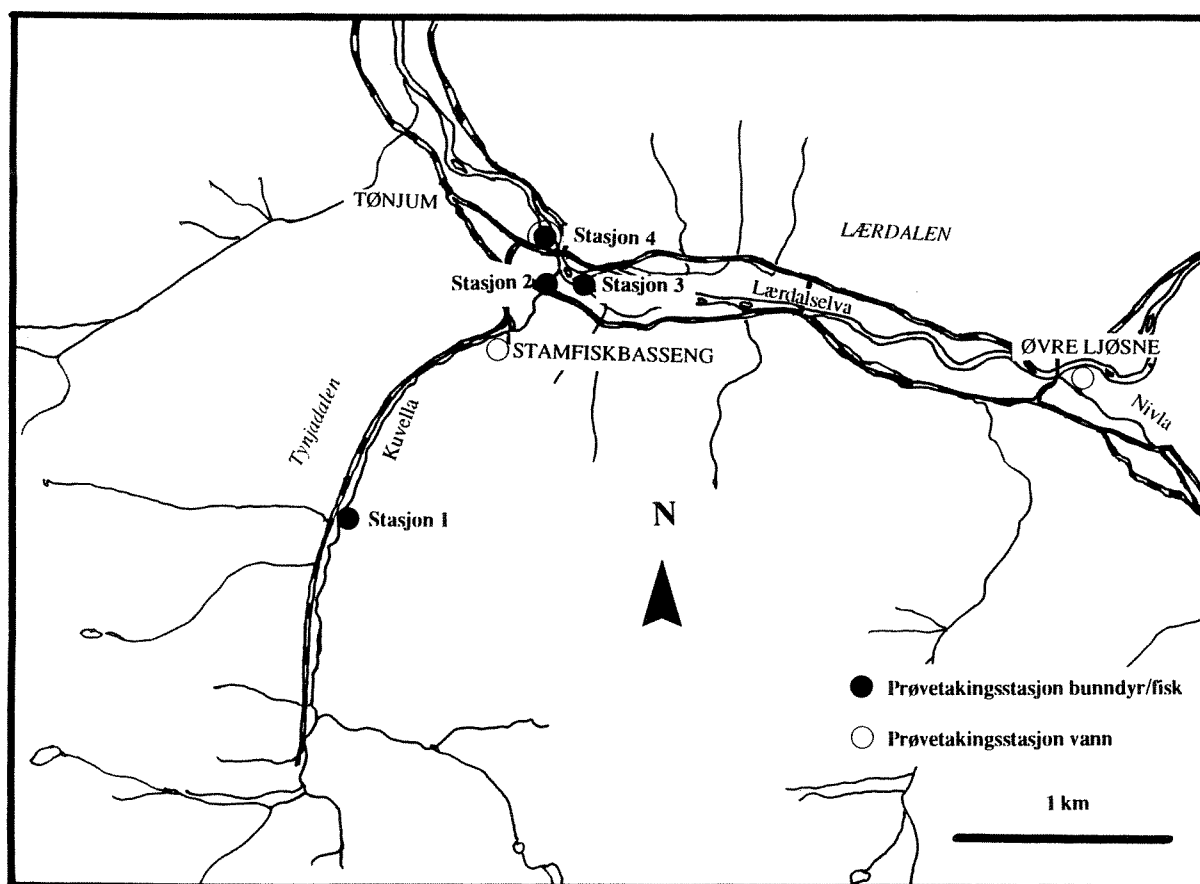 TØNJUM
Stasjon 4
LÆRDALEN
Stasjon 2
Stasjon 3
Lærdalselva
STAMFISKBASSENG
ØVRE LJØSNE
Nivla
Tynjadalen
Kuvella
Stasjon 1
N
Prøvetakingsstasjon bunndyr/fisk
Prøvetakingsstasjon vann
1 km